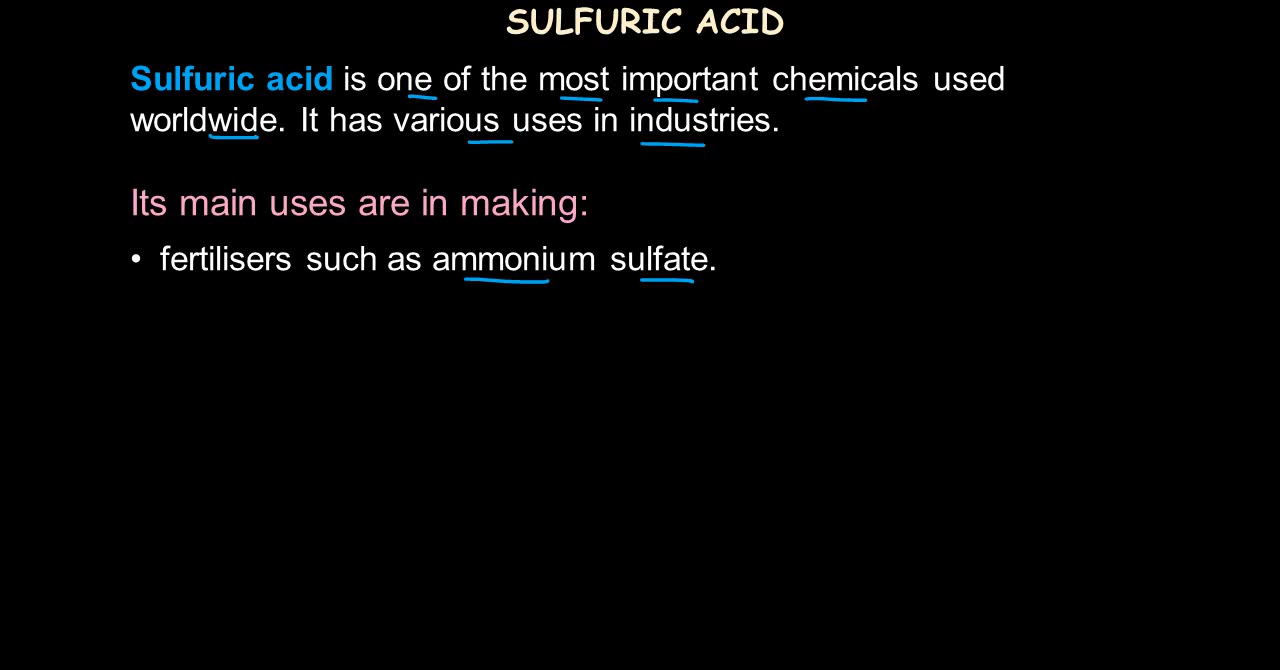 SULFURIC ACID
Sulfuric acid is one of the most important chemicals used
worldwide. It has various uses in industries.
Its main uses are in making:
• fertilisers such as ammonium sulfate.